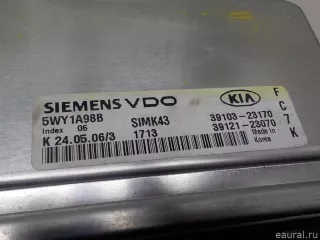 SIEMENS VDO KIA F
5WY1A98B SIMK43 39103-23170 C
Index 06 1713 39121-23070 7
K 24.05.06/3 Made in Korea K
© eaural.ru